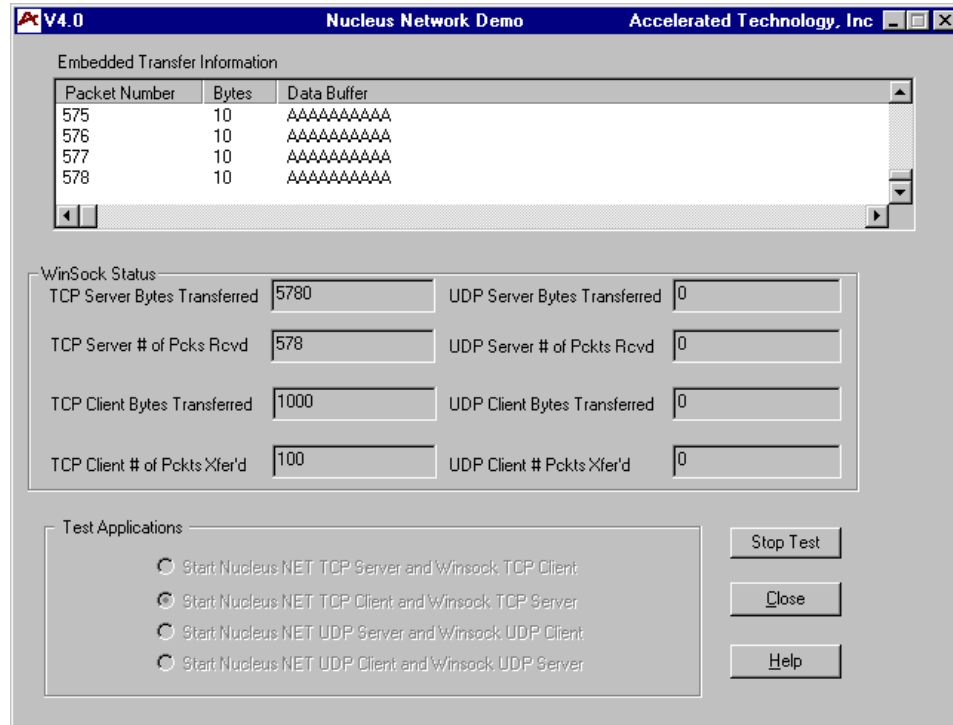 V4.0 Nucleus Network Demo Accelerated Technology, Inc
Embedded Transfer Information
Packet Number Bytes Data Buffer
575 10 AAAAAAAAAA
576 10 AAAAAAAAAA
577 10 AAAAAAAAAA
578 10 AAAAAAAAAA
WinSock Status
TCP Server Bytes Transferred 5780 UDP Server Bytes Transferred 0
TCP Server # of Pcks Rcvd 578 UDP Server # of Pckts Rcvd 0
TCP Client Bytes Transferred 1000 UDP Client Bytes Transferred 0
TCP Client # of Pckts Xfer'd 100 UDP Client # Pckts Xfer'd 0
Test Applications
Stop Test
Start Nucleus NET TCP Server and Winsock TCP Client
Start Nucleus NET TCP Client and Winsock TCP Server
Close
Start Nucleus NET UDP Server and Winsock UDP Client
Start Nucleus NET UDP Client and Winsock UDP Server
Help